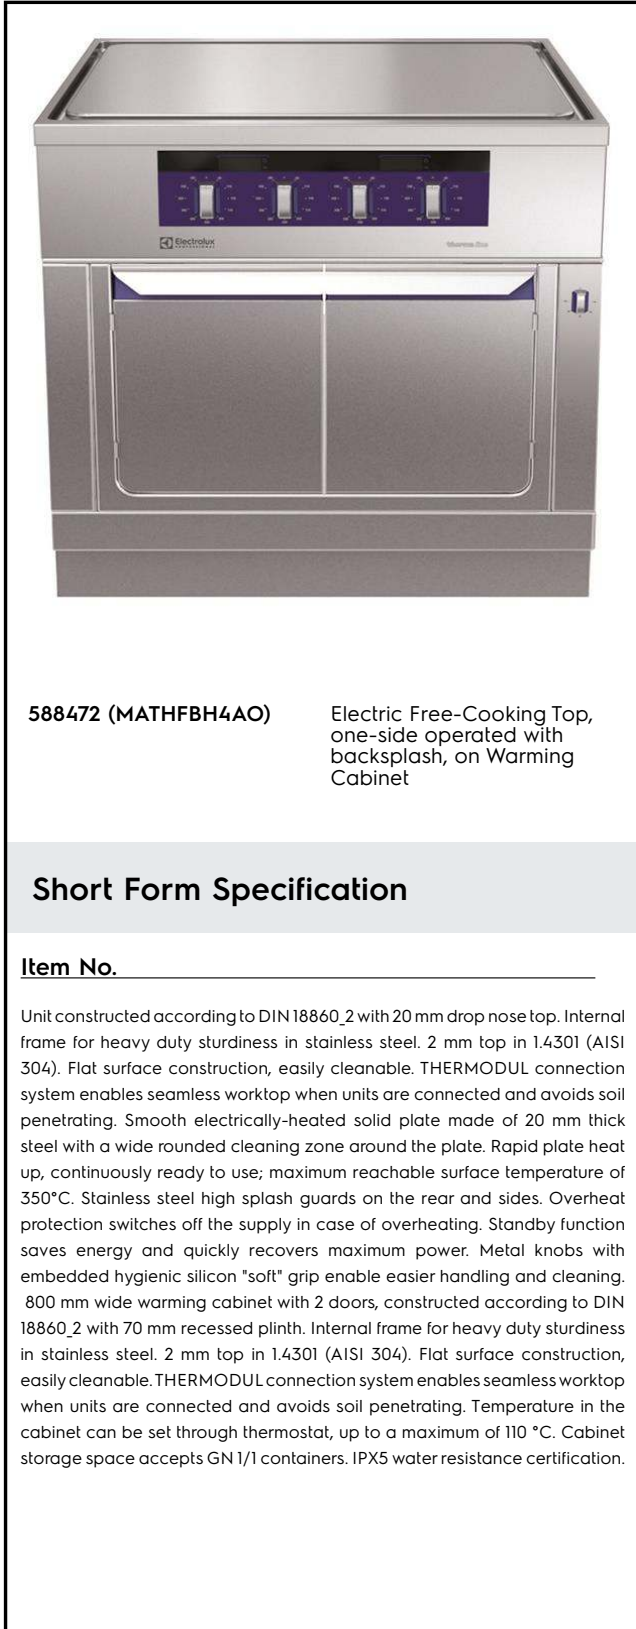 Electrolux
PROFESSIONAL
588472 (MATHFBH4AO)
Electric Free-Cooking Top,
one-side operated with
backsplash, on Warming
Cabinet
Short Form Specification
Item No.
Unit constructed according to DIN 18860_2 with 20 mm drop nose top. Internal
frame for heavy duty sturdiness in stainless steel. 2 mm top in 1.4301 (AISI
304). Flat surface construction, easily cleanable. THERMODUL connection
system enables seamless worktop when units are connected and avoids soil
penetrating. Smooth electrically-heated solid plate made of 20 mm thick
steel with a wide rounded cleaning zone around the plate. Rapid plate heat
up, continuously ready to use; maximum reachable surface temperature of
350°C. Stainless steel high splash guards on the rear and sides. Overheat
protection switches off the supply in case of overheating. Standby function
saves energy and quickly recovers maximum power. Metal knobs with
embedded hygienic silicon "soft" grip enable easier handling and cleaning.
800 mm wide warming cabinet with 2 doors, constructed according to DIN
18860_2 with 70 mm recessed plinth. Internal frame for heavy duty sturdiness
in stainless steel. 2 mm top in 1.4301 (AISI 304). Flat surface construction,
easily cleanable. THERMODUL connection system enables seamless worktop
when units are connected and avoids soil penetrating. Temperature in the
cabinet can be set through thermostat, up to a maximum of 110 °C. Cabinet
storage space accepts GN 1/1 containers. IPX5 water resistance certification.